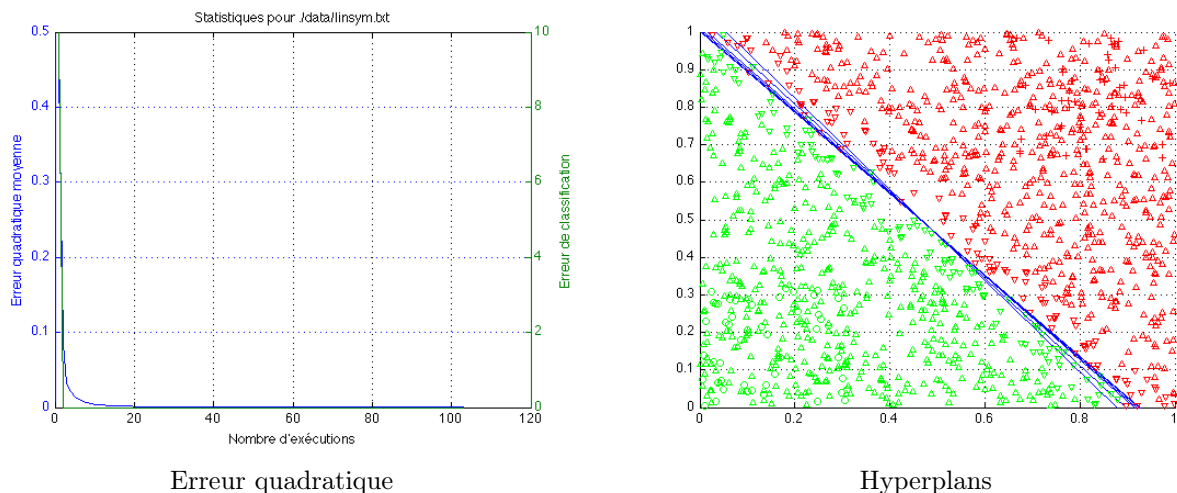 Statistiques pour ./data/linsym.txt
0.5
0.4
0.3
0.2
0.1
0
Erreur quadratique moyenne
10
8
6
4
2
0
Erreur de classification
0 20 40 60 80 100 120
Nombre d'exécutions
Erreur quadratique
1
0.9
0.8
0.7
0.6
0.5
0.4
0.3
0.2
0.1
0
0 0.2 0.4 0.6 0.8 1
Hyperplans